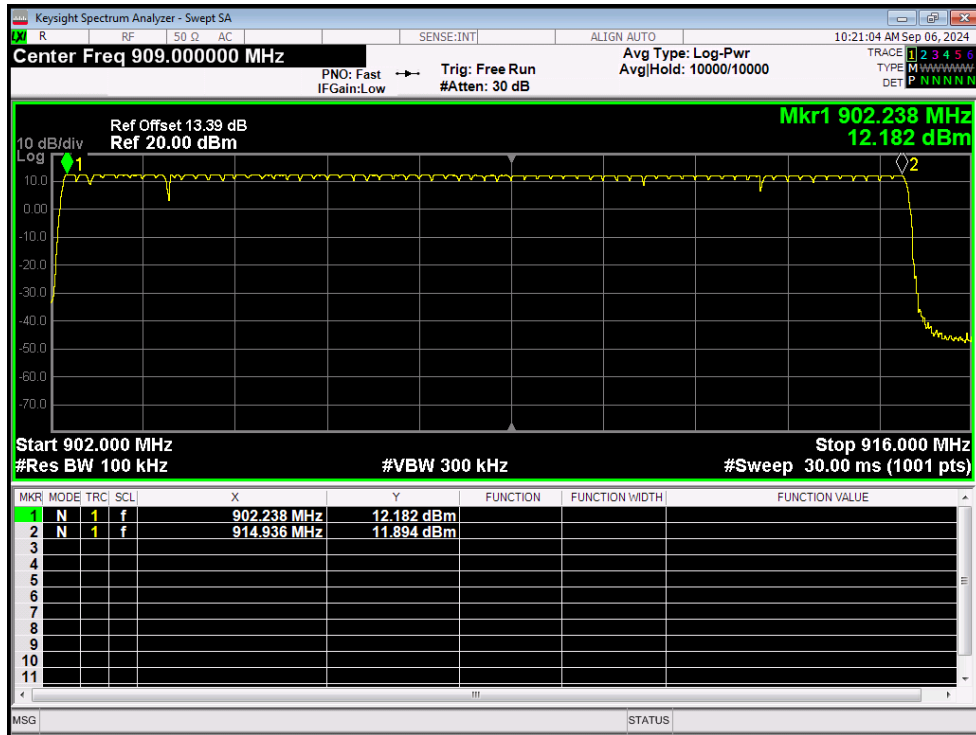 Keysight Spectrum Analyzer - Swept SA
LXI R RF 50 Ω AC SENSE:INT ALIGN AUTO 10:21:04 AM Sep 06, 2024
Center Freq 909.000000 MHz
PNO: Fast
IFGain:Low
Trig: Free Run
#Atten: 30 dB
Avg Type: Log-Pwr
Avg|Hold: 10000/10000
TRACE 1 2 3 4 5 6
TYPE M WWWWW
DET P N N N N N
Mkr1 902.238 MHz
12.182 dBm
Ref Offset 13.39 dB
10 dB/div Ref 20.00 dBm
Log
1
2
10.0
0.00
-10.0
-20.0
-30.0
-40.0
-50.0
-60.0
-70.0
Start 902.000 MHz Stop 916.000 MHz
#Res BW 100 kHz #VBW 300 kHz #Sweep 30.00 ms (1001 pts)
MKR MODE TRC SCL X Y FUNCTION FUNCTION WIDTH FUNCTION VALUE
1 N 1 f 902.238 MHz 12.182 dBm
2 N 1 f 914.936 MHz 11.894 dBm
3
4
5
6
7
8
9
10
11
MSG STATUS